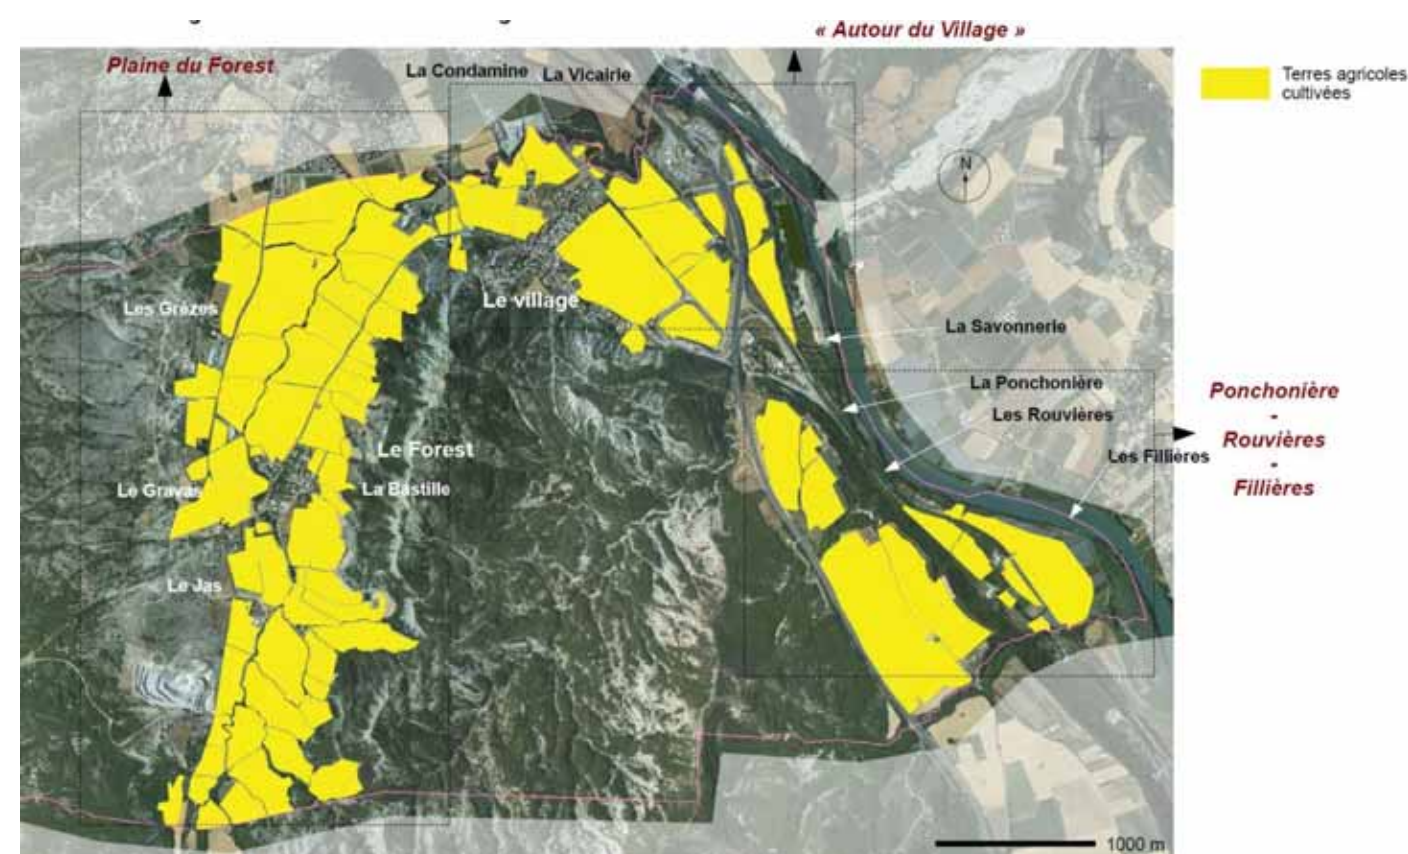 « Autour du Village »
Plaine du Forest
La Condamine
La Vicairie
Terres agricoles
cultivées
N
Les Grèzes
Le village
La Savonnerie
La Ponchonière
Les Rouvières
Ponchonière
-
Rouvières
-
Fillières
Le Forest
Les Fillières
Le Gravas
La Bastille
Le Jas
1000 m